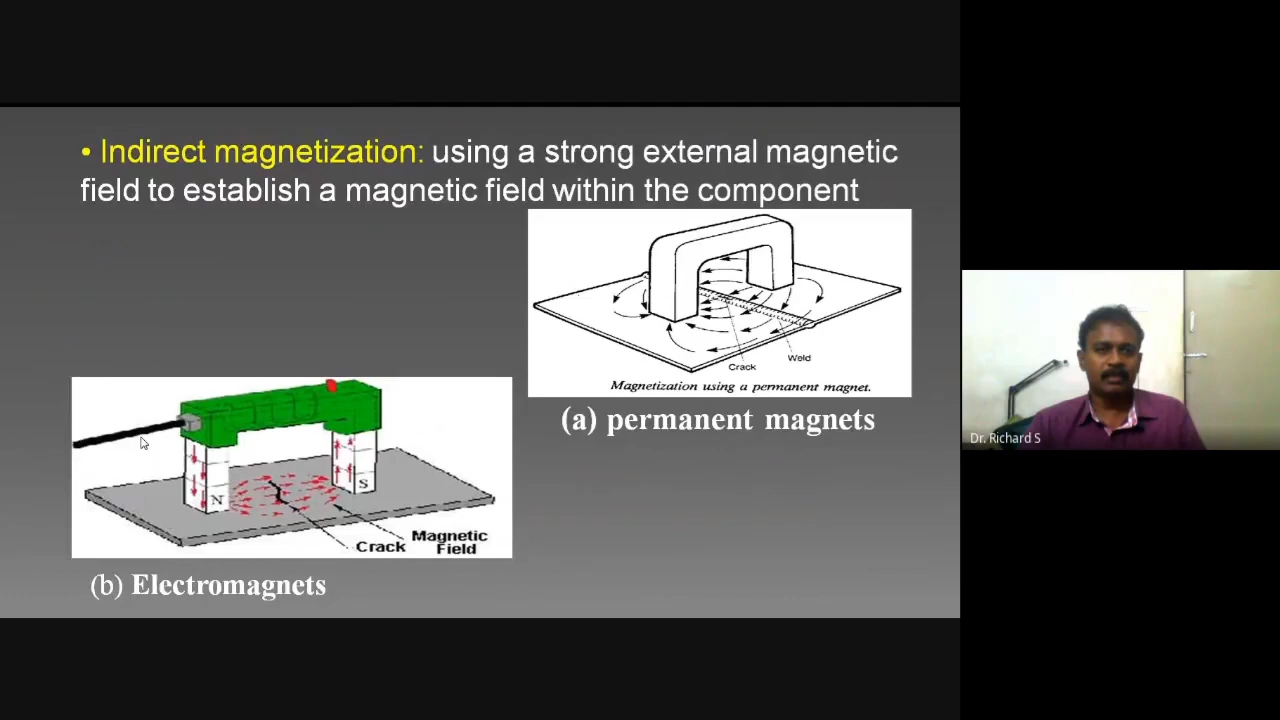 • Indirect magnetization: using a strong external magnetic
field to establish a magnetic field within the component
Crack
Weld
Magnetization using a permanent magnet.
(a) permanent magnets
N
S
Crack
Magnetic
Field
(b) Electromagnets
Dr. Richard S